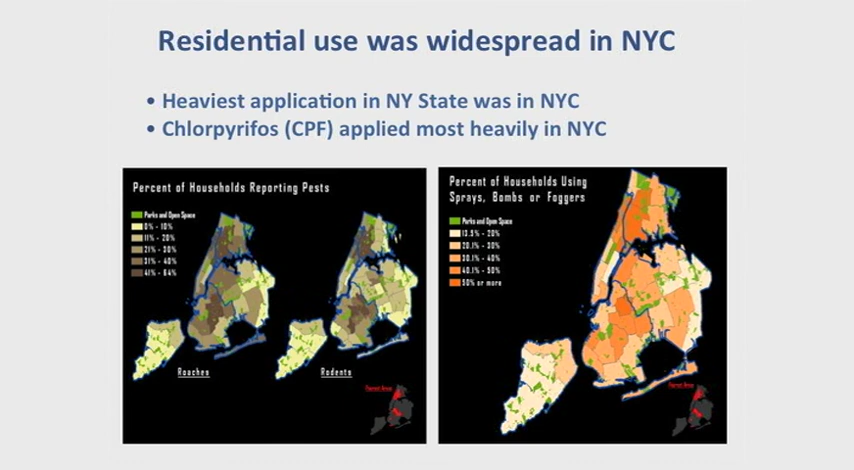 Residential use was widespread in NYC
• Heaviest application in NY State was in NYC
• Chlorpyrifos (CPF) applied most heavily in NYC
Percent of Households Reporting Pests
Parks and Open Space
0% - 10%
11% - 20%
21% - 30%
31% - 40%
41% - 64%
Roaches
Rodents
Percent of Households Using
Sprays, Bombs or Foggers
Parks and Open Space
13.5% - 20%
20.1% - 30%
30.1% - 40%
40.1% - 50%
50% or more